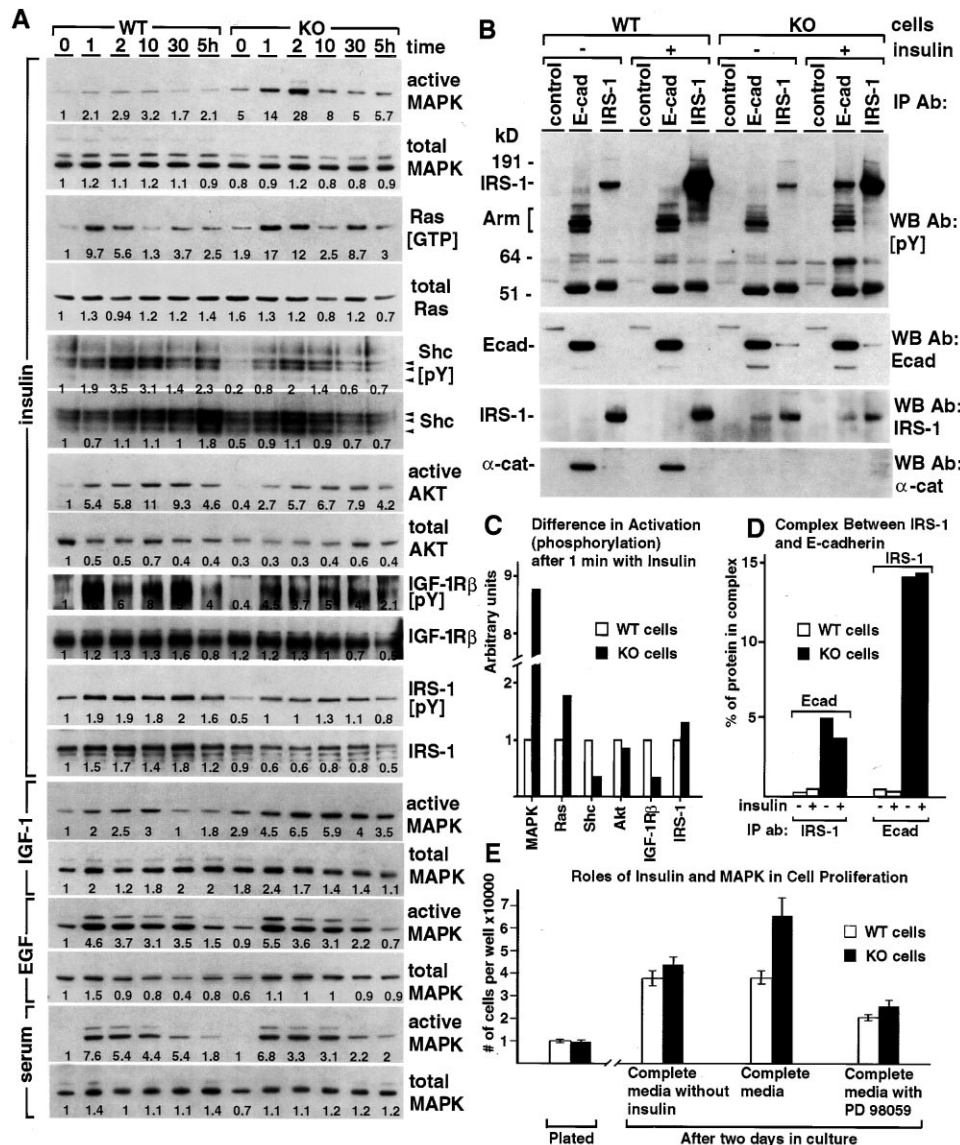 A
WT KO
0 1 2 10 30 5h 0 1 2 10 30 5h time
insulin
active
MAPK
1 2.1 2.9 3.2 1.7 2.1 5 14 28 8 5 5.7
total
MAPK
1 1.2 1.1 1.2 1.1 0.9 0.8 0.9 1.2 0.8 0.8 0.9
Ras
[GTP]
1 9.7 5.6 1.3 3.7 2.5 1.9 17 12 2.5 8.7 3
total
Ras
1 1.3 0.94 1.2 1.2 1.4 1.6 1.3 1.2 0.8 1.2 0.7
Shc
[pY]
1 1.9 3.5 3.1 1.4 2.3 0.2 0.8 2 1.4 0.6 0.7
Shc
1 0.7 1.1 1.1 1 1.8 0.5 0.9 1.1 0.9 0.7 0.7
active
AKT
1 5.4 5.8 11 9.3 4.6 0.4 2.7 5.7 6.7 7.9 4.2
total
AKT
1 0.5 0.5 0.7 0.4 0.4 0.3 0.3 0.3 0.4 0.6 0.4
IGF-1Rβ
[pY]
1 6 8 4 0.4 4.5 3.7 5 4 2.1
IGF-1Rβ
1 1.2 1.3 1.3 1.6 0.8 1.2 1.2 1.3 1 0.7
IRS-1
[pY]
1 1.9 1.9 1.8 2 1.6 0.5 1 1 1.3 1.1 0.8
IRS-1
1 1.5 1.7 1.4 1.8 1.2 0.9 0.6 0.6 0.8 0.8 0.5
IGF-1
active
MAPK
1 2 2.5 3 1 1.8 2.9 4.5 6.5 5.9 4 3.5
total
MAPK
1 2 1.2 1.8 2 2 1.8 2.4 1.7 1.4 1.4 1.1
EGF
active
MAPK
1 4.6 3.7 3.1 3.5 1.5 0.9 5.5 3.6 3.1 2.2 0.7
total
MAPK
1 1.5 0.9 0.8 0.4 0.8 0.6 1.1 1 1 0.9 0.9
serum
active
MAPK
1 7.6 5.4 4.4 5.4 1.8 1 6.8 3.3 3.1 2.2 2
total
MAPK
1 1.4 1 1.1 1.1 1 0.7 1.1 1.1 1.2 1.2 1.2
B
WT KO cells
- + - + insulin
control E-cad IRS-1 control E-cad IRS-1 control E-cad IRS-1 control E-cad IRS-1 IP Ab:
kD
191 -
IRS-1-
Arm
64 -
51 -
WB Ab:
[pY]
Ecad-
WB Ab:
Ecad
IRS-1-
WB Ab:
IRS-1
α-cat-
WB Ab:
α-cat
C
Difference in Activation
(phosphorylation)
after 1 min with Insulin
Arbitrary units
9
8
2
1
WT cells
KO cells
MAPK Ras Shc Akt IGF-1Rβ IRS-1
D
Complex Between IRS-1
and E-cadherin
% of protein in complex
15
10
5
WT cells
KO cells
IRS-1
Ecad
insulin - + - + - + - +
IP ab: IRS-1 Ecad
E
Roles of Insulin and MAPK in Cell Proliferation
# of cells per well x10000
7
6
5
4
3
2
1
WT cells
KO cells
Complete
media without
insulin
Complete
media
Complete
media with
PD 98059
Plated After two days in culture